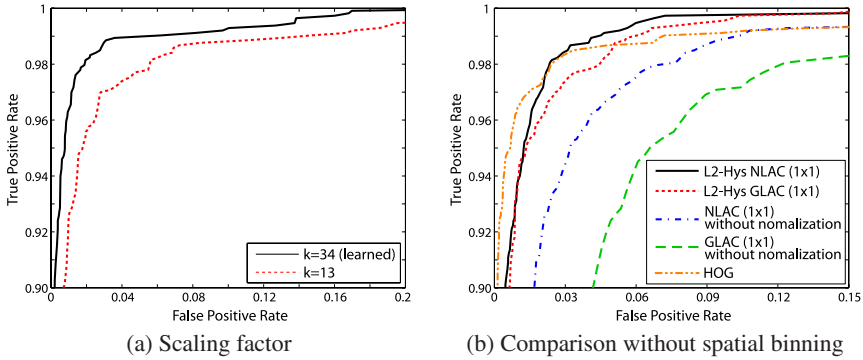 1
0.98
0.96
0.94
0.92
0.90
True Positive Rate
k=34 (learned)
k=13
0
0.04
0.08
0.12
0.16
0.2
False Positive Rate
(a) Scaling factor
1
0.98
0.96
0.94
0.92
0.90
True Positive Rate
L2-Hys NLAC (1x1)
L2-Hys GLAC (1x1)
NLAC (1x1)
without nomalization
GLAC (1x1)
without nomalization
HOG
0
0.03
0.06
0.09
0.12
0.15
False Positive Rate
(b) Comparison without spatial binning